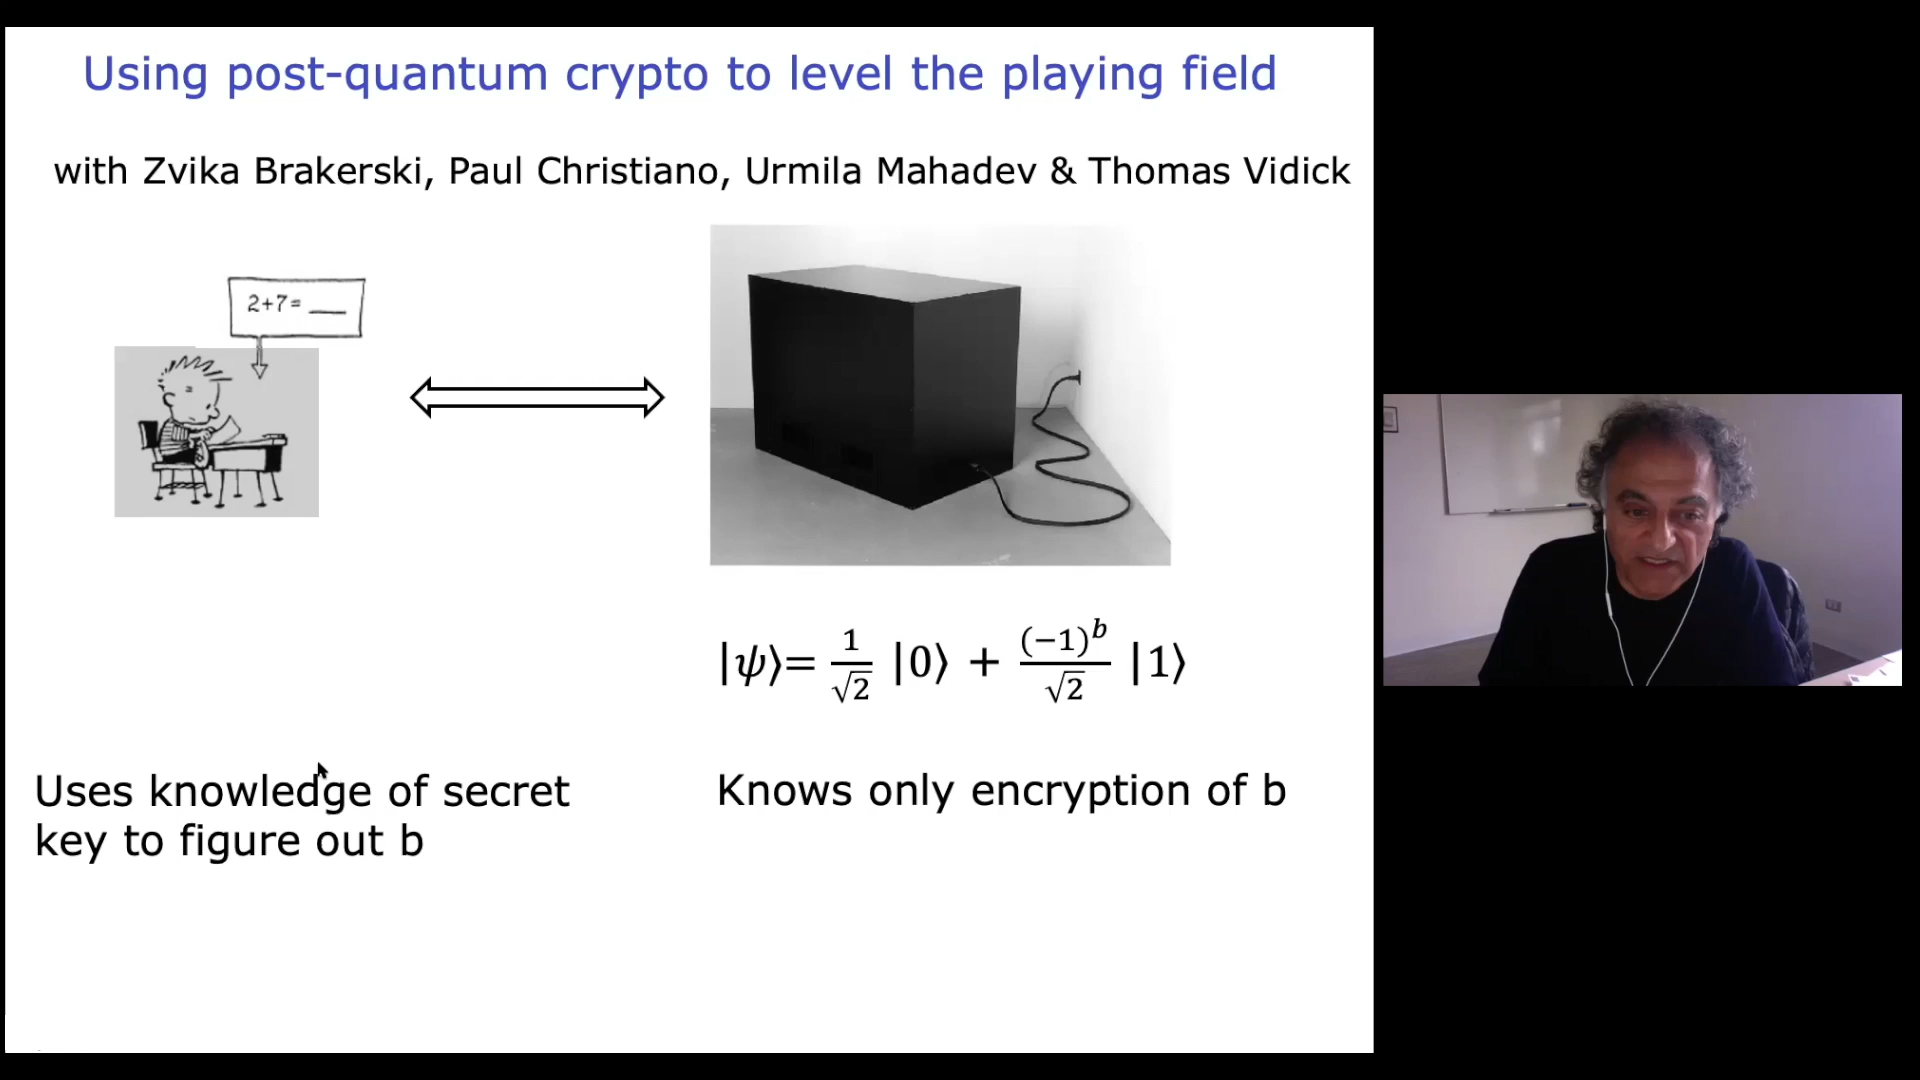 Using post-quantum crypto to level the playing field
with Zvika Brakerski, Paul Christiano, Urmila Mahadev & Thomas Vidick
2+7= __
|ψ⟩= 1/√2 |0⟩ + (−1)^b/√2 |1⟩
Uses knowledge of secret
key to figure out b
Knows only encryption of b